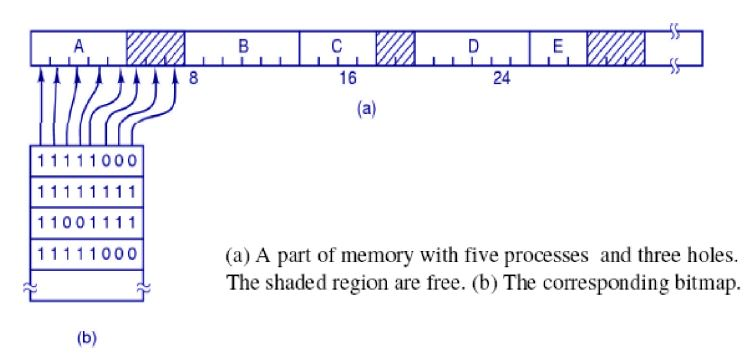 A B C D E
8 16 24
(a)
11111000
11111111
11001111
11111000
(a) A part of memory with five processes and three holes.
The shaded region are free. (b) The corresponding bitmap.
(b)